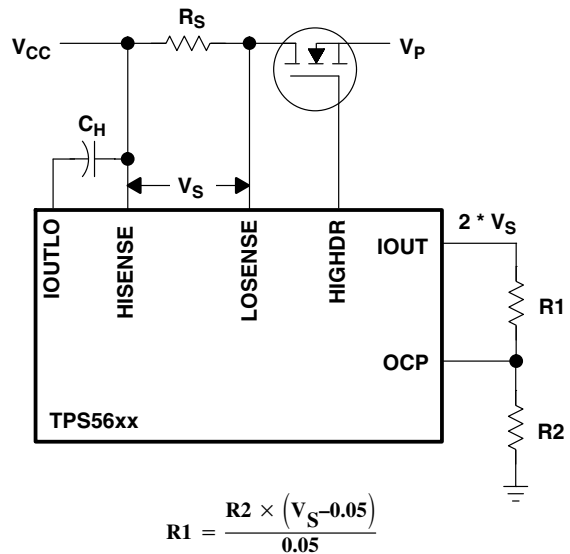 V_CC
R_S
V_P
C_H
V_S
IOUTLO
HISENSE
LOSENSE
HIGHDR
2 * V_S
IOUT
R1
OCP
R2
TPS56xx
R1 = R2 × (V_S–0.05) / 0.05